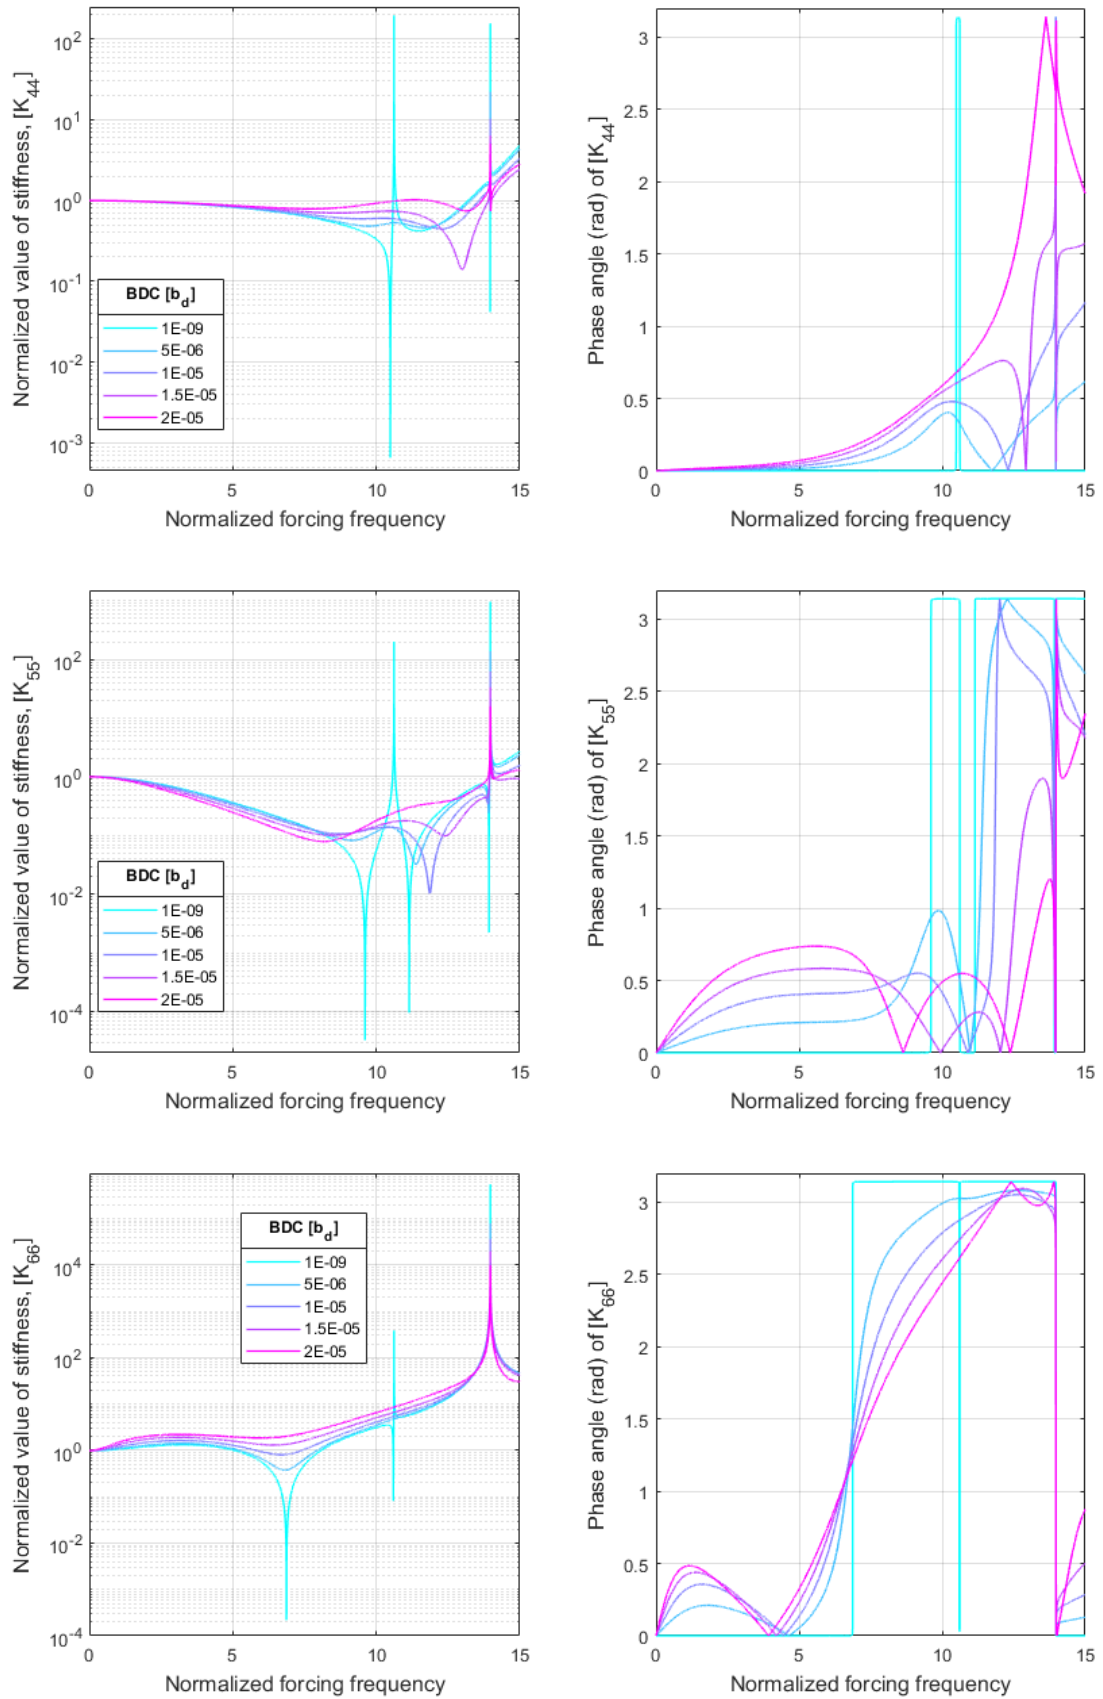 Normalized value of stiffness, [K44]
10^2
10^1
10^0
10^-1
10^-2
10^-3
BDC [b_d]
1E-09
5E-06
1E-05
1.5E-05
2E-05
0 5 10 15
Normalized forcing frequency
Phase angle (rad) of [K44]
3
2.5
2
1.5
1
0.5
0
0 5 10 15
Normalized forcing frequency
Normalized value of stiffness, [K55]
10^2
10^0
10^-2
10^-4
BDC [b_d]
1E-09
5E-06
1E-05
1.5E-05
2E-05
0 5 10 15
Normalized forcing frequency
Phase angle (rad) of [K55]
3
2.5
2
1.5
1
0.5
0
0 5 10 15
Normalized forcing frequency
Normalized value of stiffness, [K66]
10^4
10^2
10^0
10^-2
10^-4
BDC [b_d]
1E-09
5E-06
1E-05
1.5E-05
2E-05
0 5 10 15
Normalized forcing frequency
Phase angle (rad) of [K66]
3
2.5
2
1.5
1
0.5
0
0 5 10 15
Normalized forcing frequency